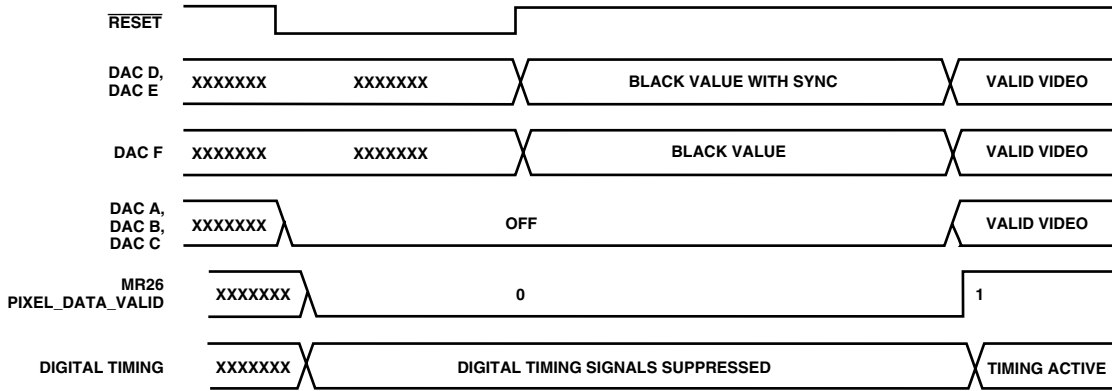 RESET
DAC D,
DAC E
XXXXXXX XXXXXXX BLACK VALUE WITH SYNC VALID VIDEO
DAC F XXXXXXX XXXXXXX BLACK VALUE VALID VIDEO
DAC A,
DAC B,
DAC C
XXXXXXX OFF VALID VIDEO
MR26
PIXEL_DATA_VALID
XXXXXXX 0 1
DIGITAL TIMING XXXXXXX DIGITAL TIMING SIGNALS SUPPRESSED TIMING ACTIVE